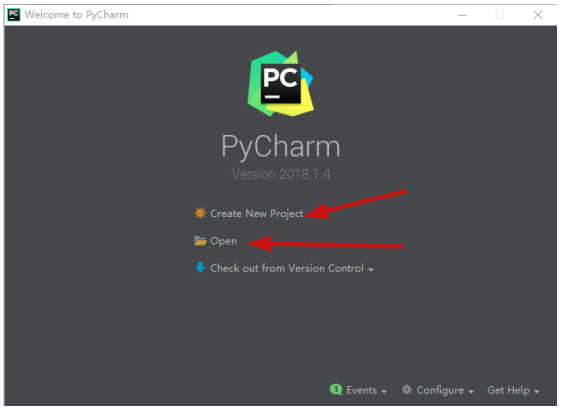 PC Welcome to PyCharm
PC
PyCharm
Version 2018.1.4
Create New Project
Open
Check out from Version Control
1 Events
Configure
Get Help